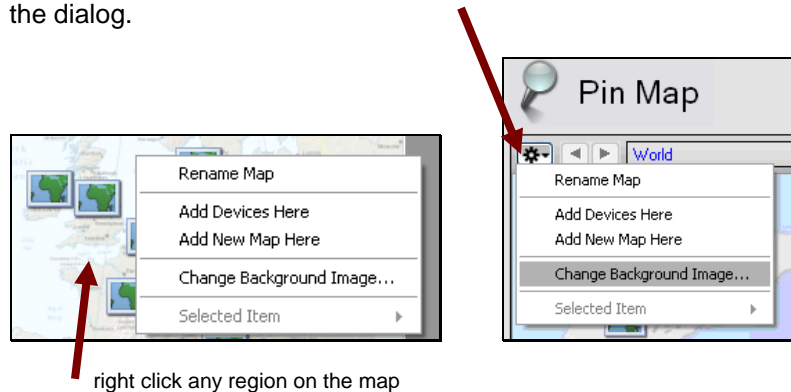 the dialog.
Rename Map
Add Devices Here
Add New Map Here
Change Background Image...
Selected Item
right click any region on the map
Pin Map
World
Rename Map
Add Devices Here
Add New Map Here
Change Background Image...
Selected Item